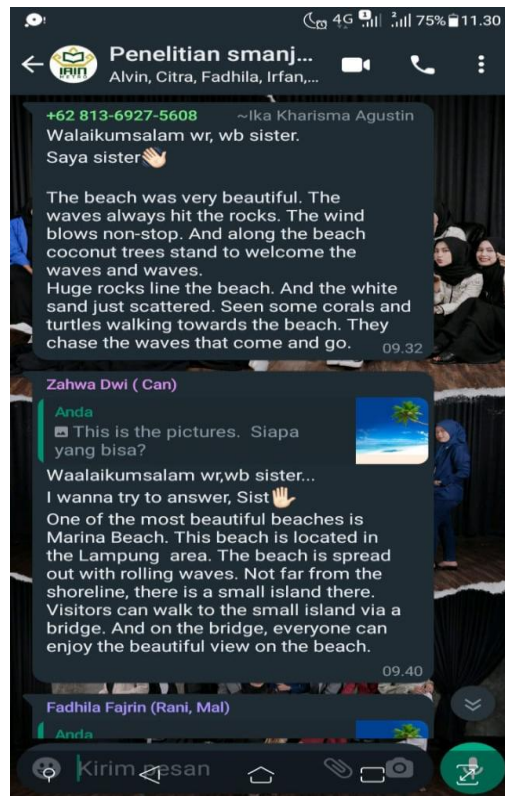 4G 75% 11.30
Penelitian smanj...
IAIN
Alvin, Citra, Fadhila, Irfan,...
+62 813-6927-5608 ~Ika Kharisma Agustin
Walaikumsalam wr, wb sister.
Saya sister👋🏻
The beach was very beautiful. The
waves always hit the rocks. The wind
blows non-stop. And along the beach
coconut trees stand to welcome the
waves and waves.
Huge rocks line the beach. And the white
sand just scattered. Seen some corals and
turtles walking towards the beach. They
chase the waves that come and go. 09.32
Zahwa Dwi ( Can)
Anda
This is the pictures. Siapa
yang bisa?
Waalaikumsalam wr,wb sister...
I wanna try to answer, Sist🖐🏻
One of the most beautiful beaches is
Marina Beach. This beach is located in
the Lampung area. The beach is spread
out with rolling waves. Not far from the
shoreline, there is a small island there.
Visitors can walk to the small island via a
bridge. And on the bridge, everyone can
enjoy the beautiful view on the beach.
09.40
Fadhila Fajrin (Rani, Mal)
Anda
Kirim pesan